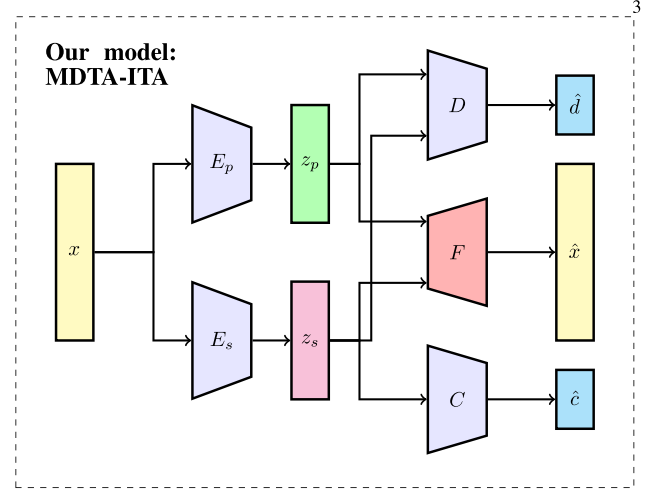 3
Our model:
MDTA-ITA
D
d̂
E_p
z_p
x
F
x̂
E_s
z_s
C
ĉ